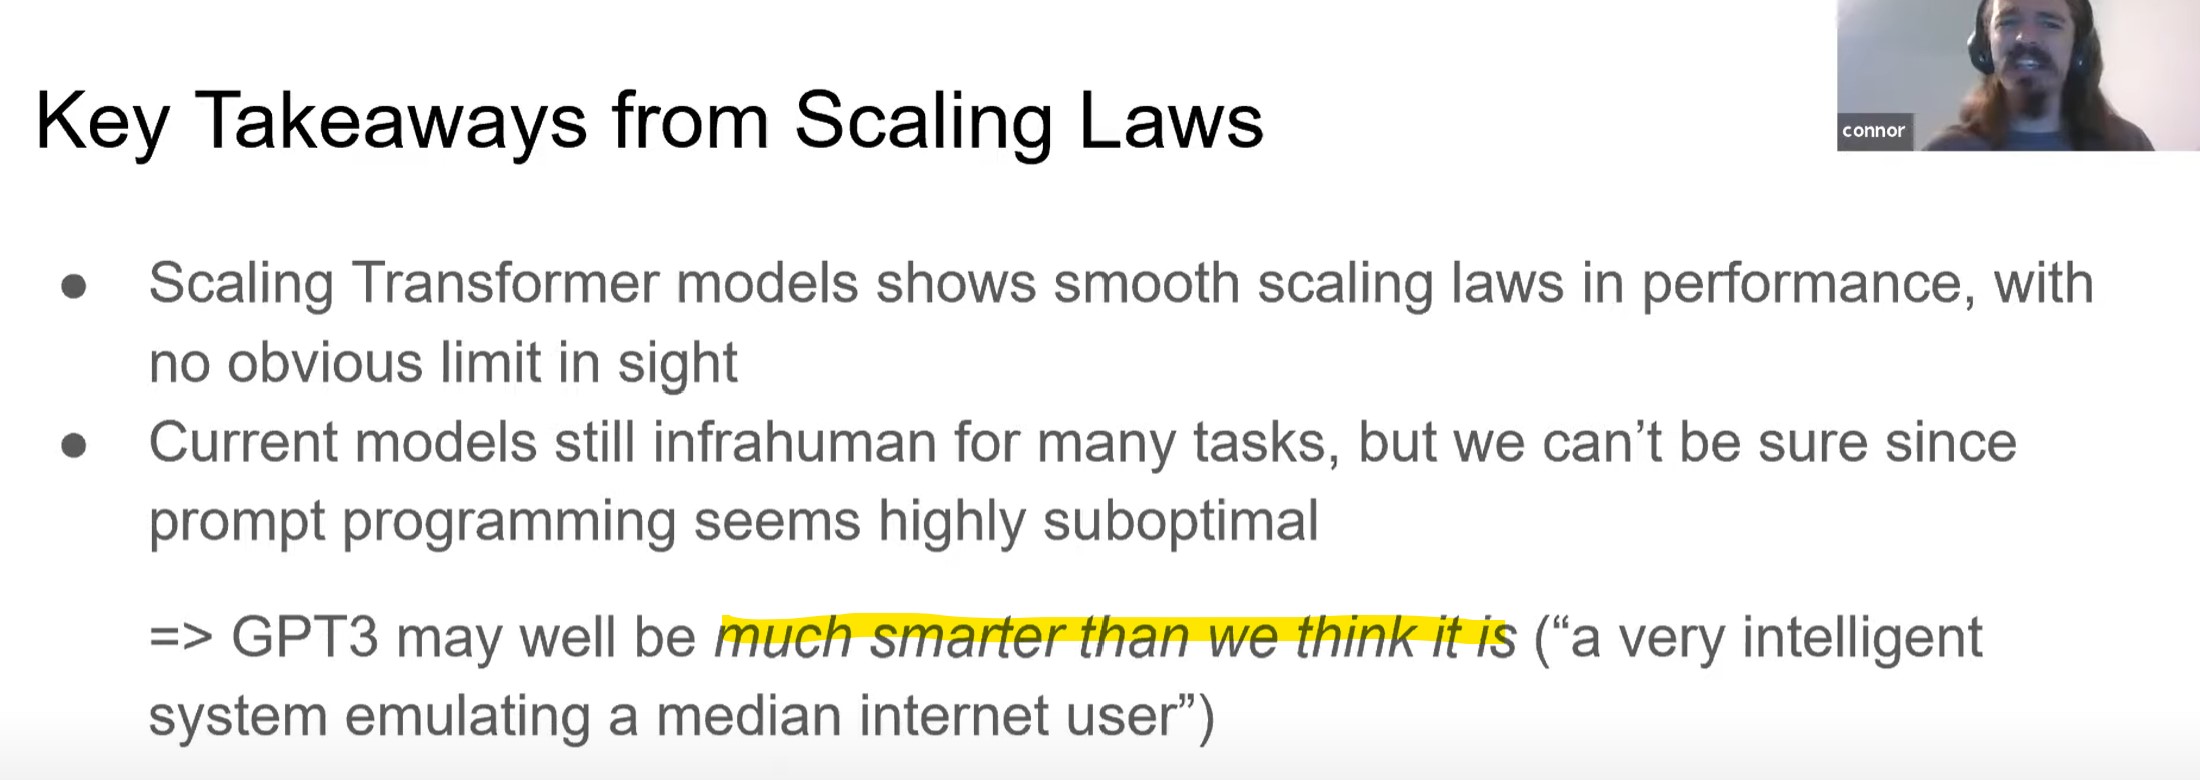 connor
Key Takeaways from Scaling Laws
● Scaling Transformer models shows smooth scaling laws in performance, with
no obvious limit in sight
● Current models still infrahuman for many tasks, but we can’t be sure since
prompt programming seems highly suboptimal
=> GPT3 may well be much smarter than we think it is (“a very intelligent
system emulating a median internet user”)